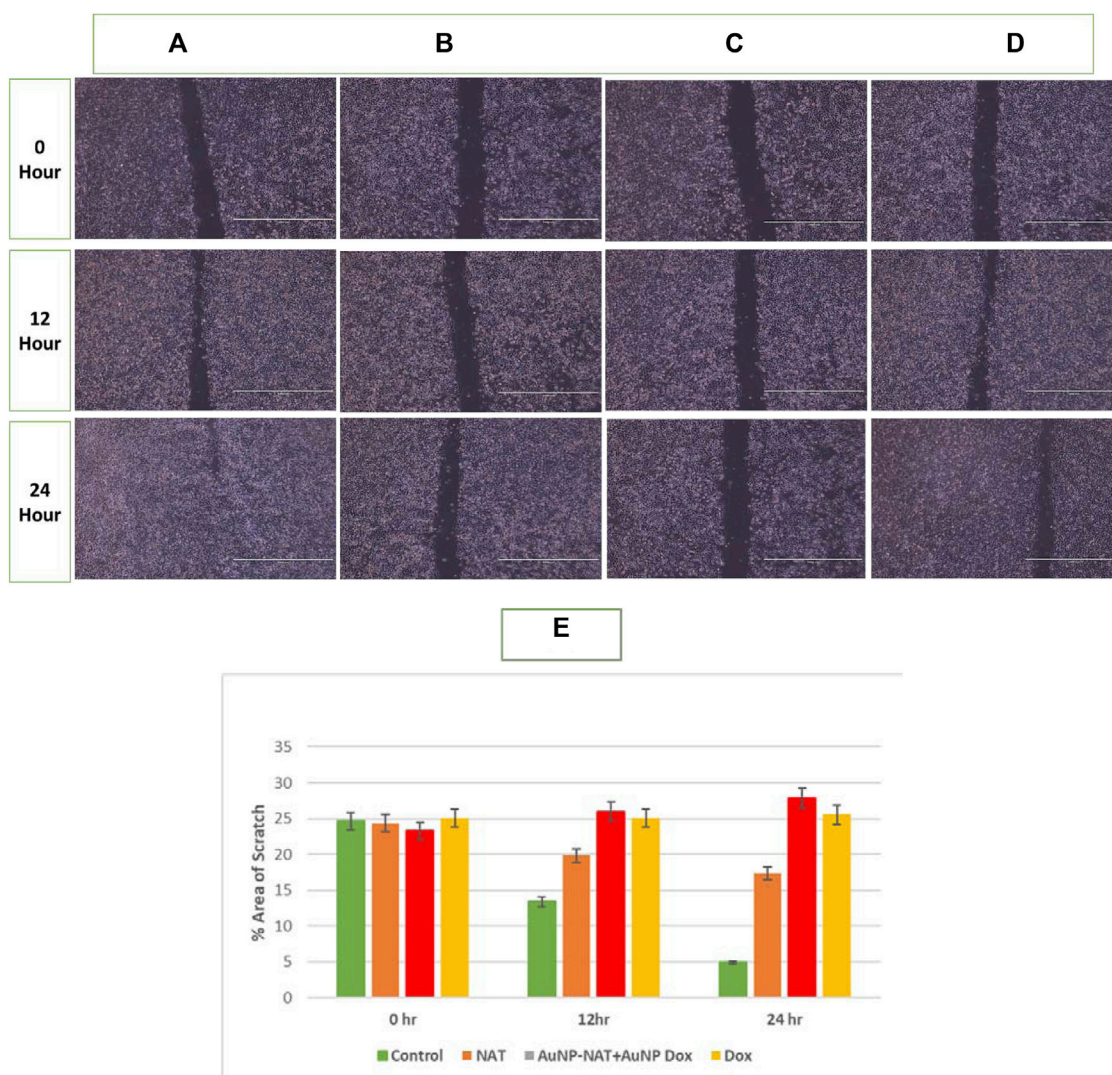 A B C D
0
Hour
12
Hour
24
Hour
E
35
30
25
20
15
10
5
0
% Area of Scratch
0 hr 12hr 24 hr
Control NAT AuNP-NAT+AuNP Dox Dox